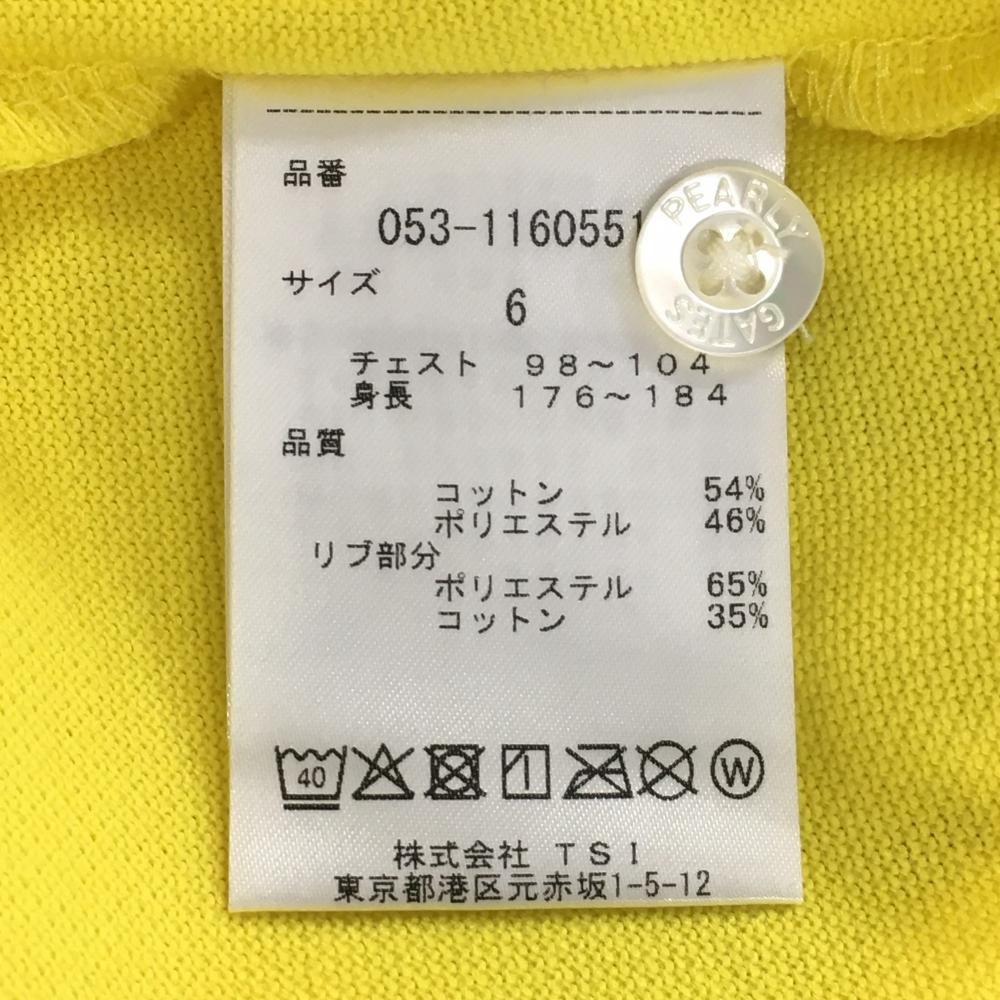 品番
053-1160551
サイズ
6
チェスト 98～104
身長 176～184
品質
コットン 54%
ポリエステル 46%
リブ部分
ポリエステル 65%
コットン 35%
40
W
株式会社 TSI
東京都港区元赤坂1-5-12
PEARLY
GATES